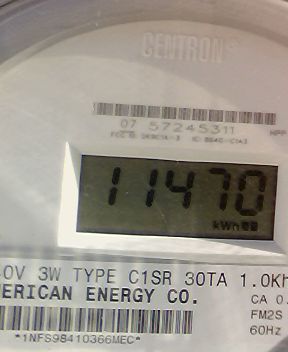 CENTRON
07 57245311
11470
kWh
0V 3W TYPE C1SR 30TA 1.0Kh
ERICAN ENERGY CO.
CA 0.
FM2S
60Hz
*1NFS98410366MEC*